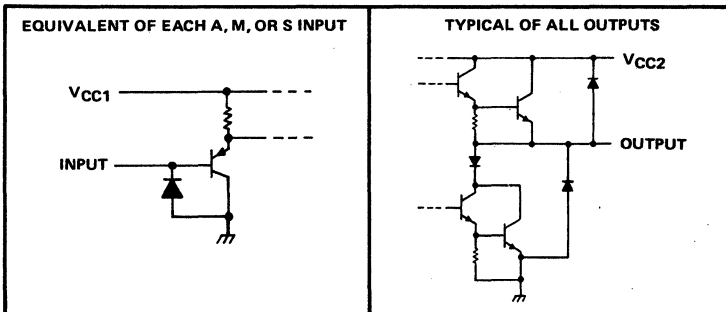 EQUIVALENT OF EACH A, M, OR S INPUT
VCC1
INPUT
TYPICAL OF ALL OUTPUTS
VCC2
OUTPUT